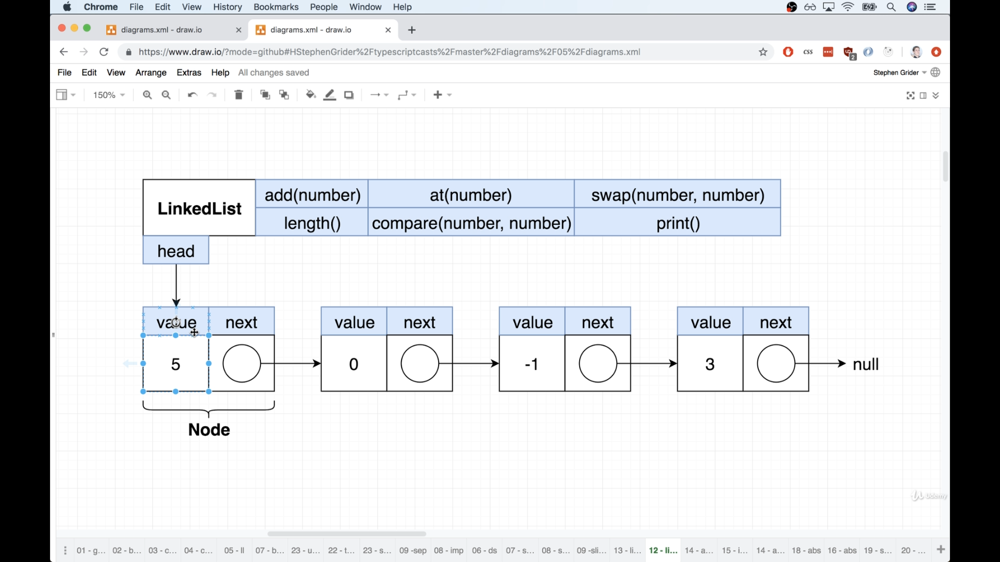 Chrome File Edit View History Bookmarks People Window Help
diagrams.xml - draw.io
diagrams.xml - draw.io
https://www.draw.io/?mode=github#HStephenGrider%2Ftypescriptcasts%2Fmaster%2Fdiagrams%2F05%2Fdiagrams.xml
css
2
File Edit View Arrange Extras Help All changes saved
Stephen Grider
150%
LinkedList
add(number) at(number) swap(number, number)
length() compare(number, number) print()
head
value next value next value next value next
5 0 -1 3 null
Node
Udemy
01 - g... 02 - b... 03 - c... 04 - c... 05 - ll 07 - b... 23 - u... 22 - t... 23 - s... 09 -sep 08 - imp 06 - ds 07 - s... 08 - s... 09 -sli... 13 - li... 12 - li... 14 - a... 15 - i... 14 - a... 18 - abs 16 - abs 19 - s... 20 - ...